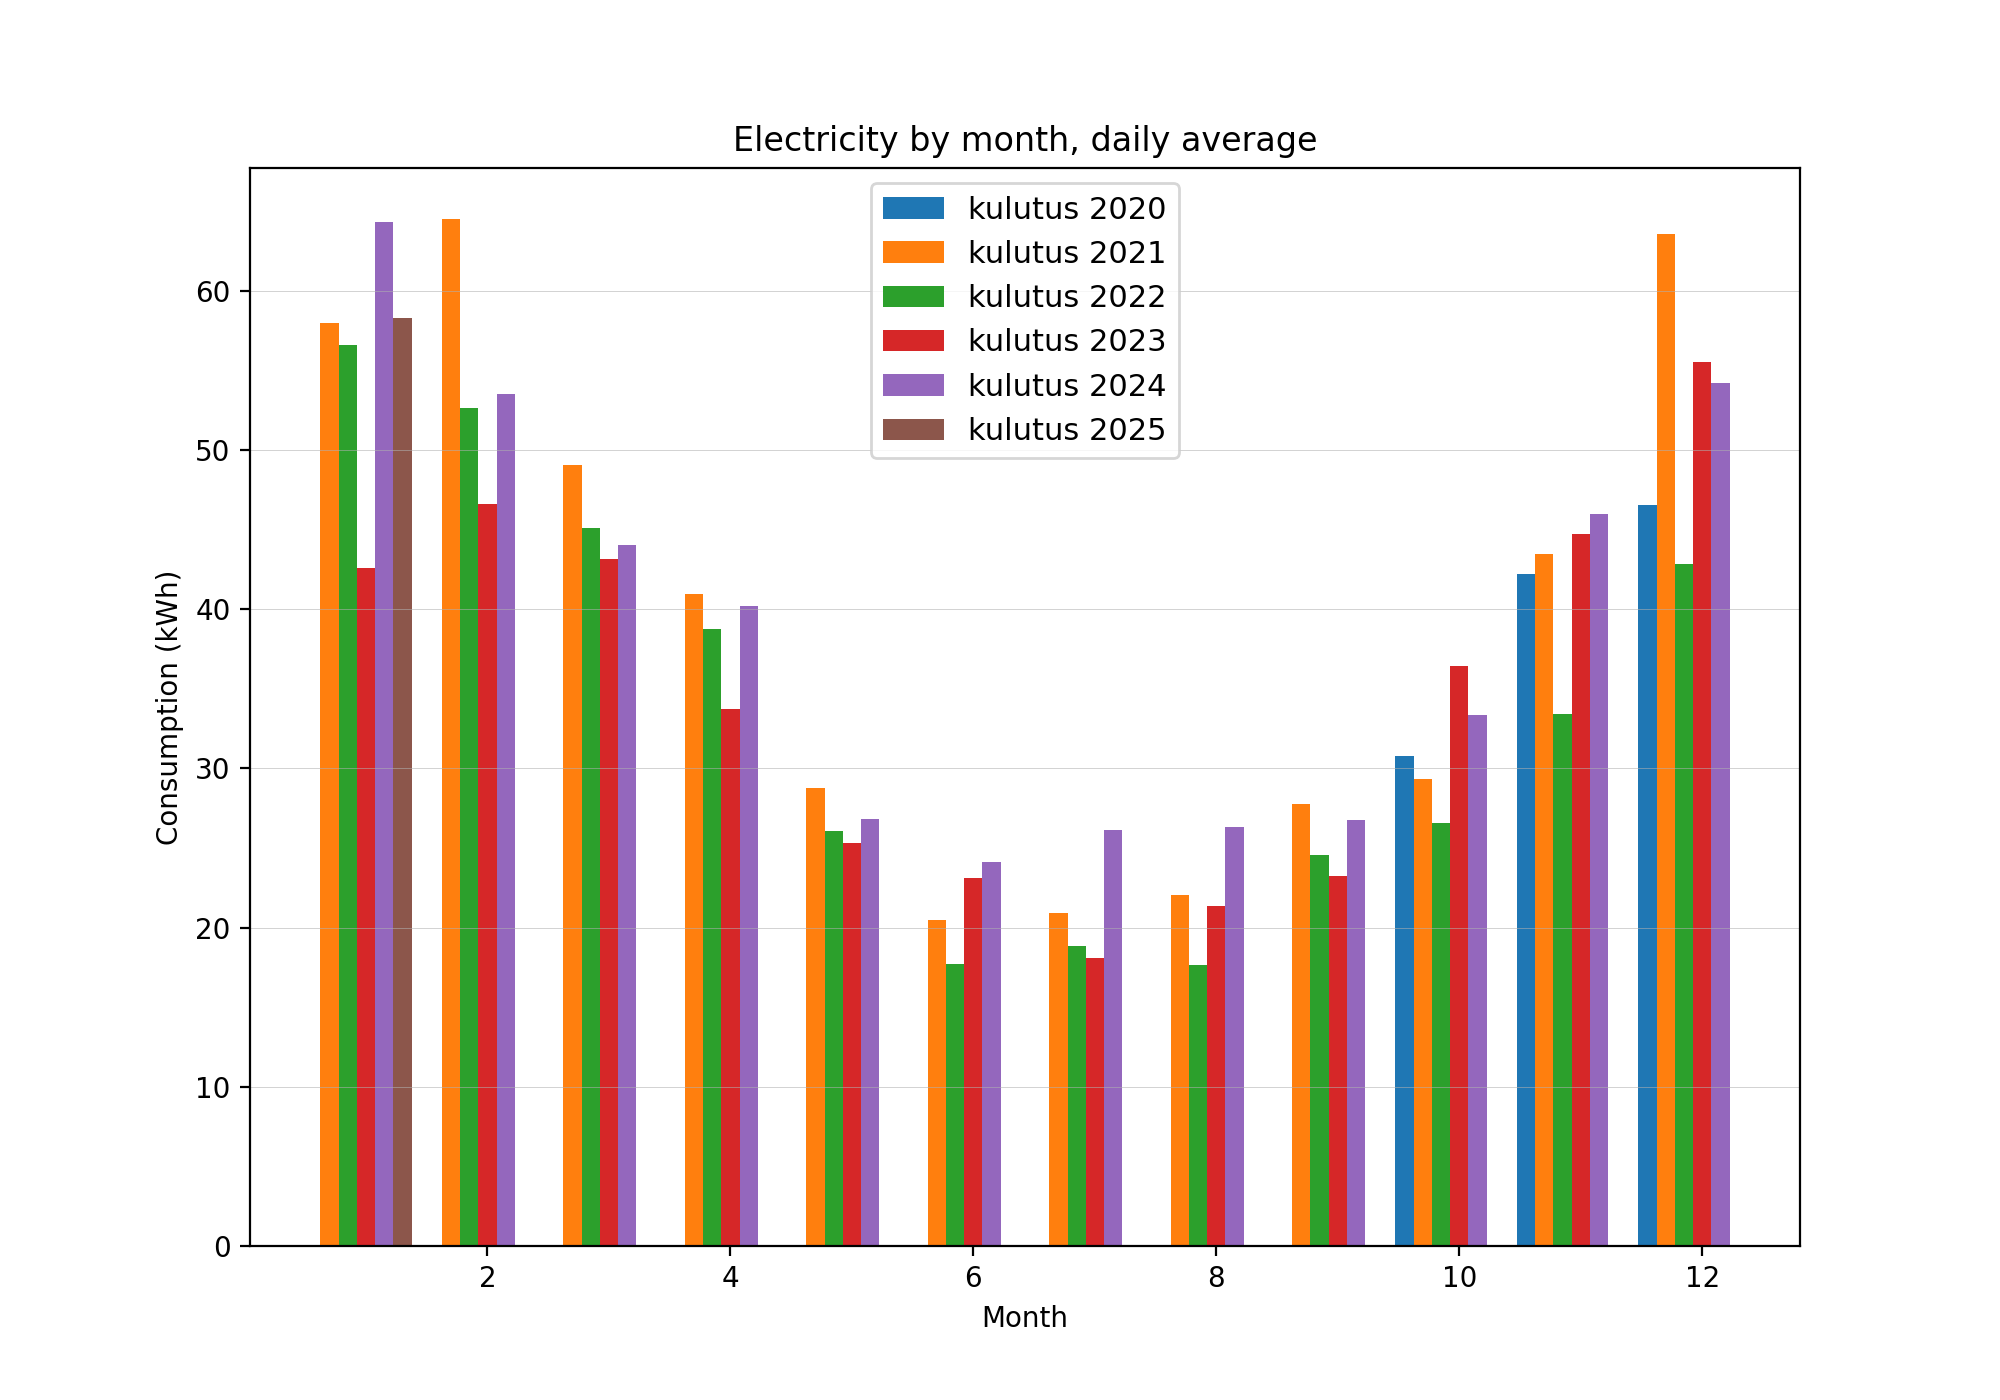 Electricity by month, daily average
kulutus 2020
kulutus 2021
kulutus 2022
kulutus 2023
kulutus 2024
kulutus 2025
Consumption (kWh)
60
50
40
30
20
10
0
2 4 6 8 10 12
Month